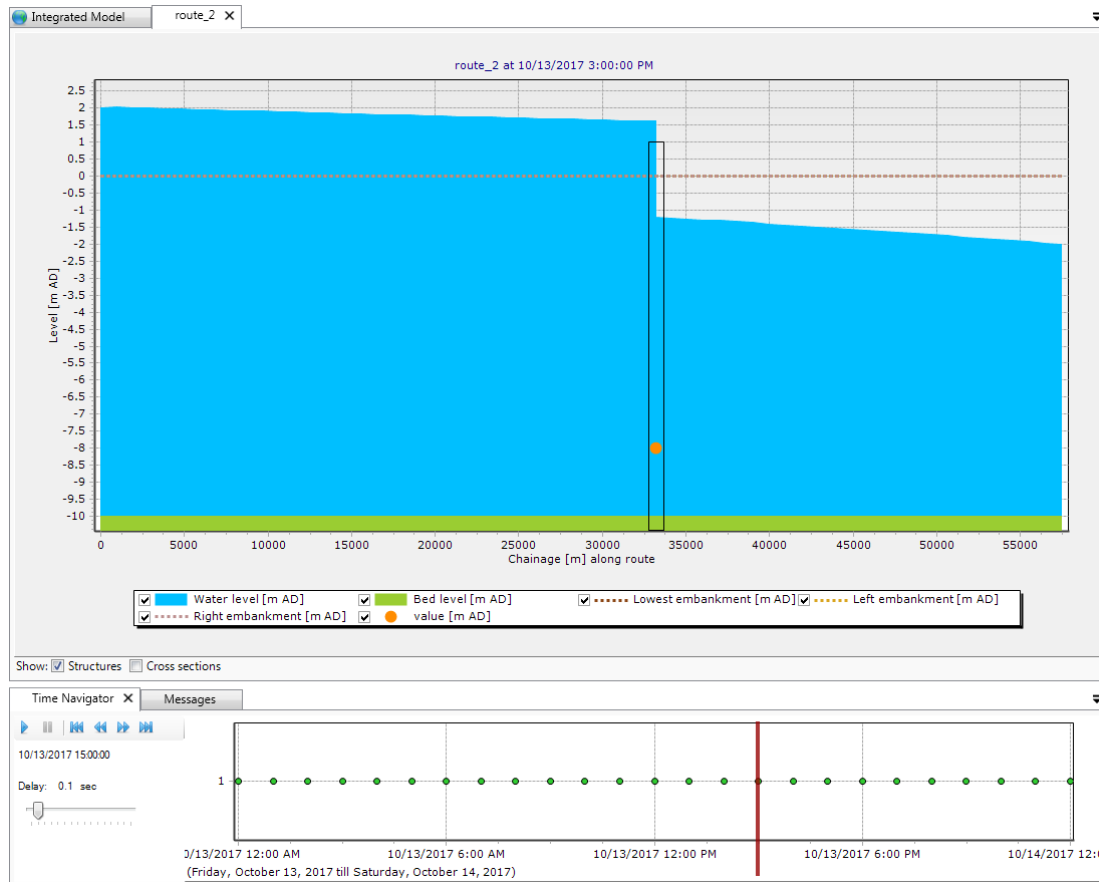 Integrated Model
route_2
route_2 at 10/13/2017 3:00:00 PM
2.5
2
1.5
1
0.5
0
-0.5
-1
-1.5
-2
-2.5
-3
-3.5
-4
-4.5
-5
-5.5
-6
-6.5
-7
-7.5
-8
-8.5
-9
-9.5
-10
Level [m AD]
0 5000 10000 15000 20000 25000 30000 35000 40000 45000 50000 55000
Chainage [m] along route
Water level [m AD] Bed level [m AD] Lowest embankment [m AD] Left embankment [m AD]
Right embankment [m AD] value [m AD]
Show: Structures Cross sections
Time Navigator Messages
10/13/2017 15:00:00
Delay: 0.1 sec
1
0/13/2017 12:00 AM 10/13/2017 6:00 AM 10/13/2017 12:00 PM 10/13/2017 6:00 PM 10/14/2017 12:0
(Friday, October 13, 2017 till Saturday, October 14, 2017)